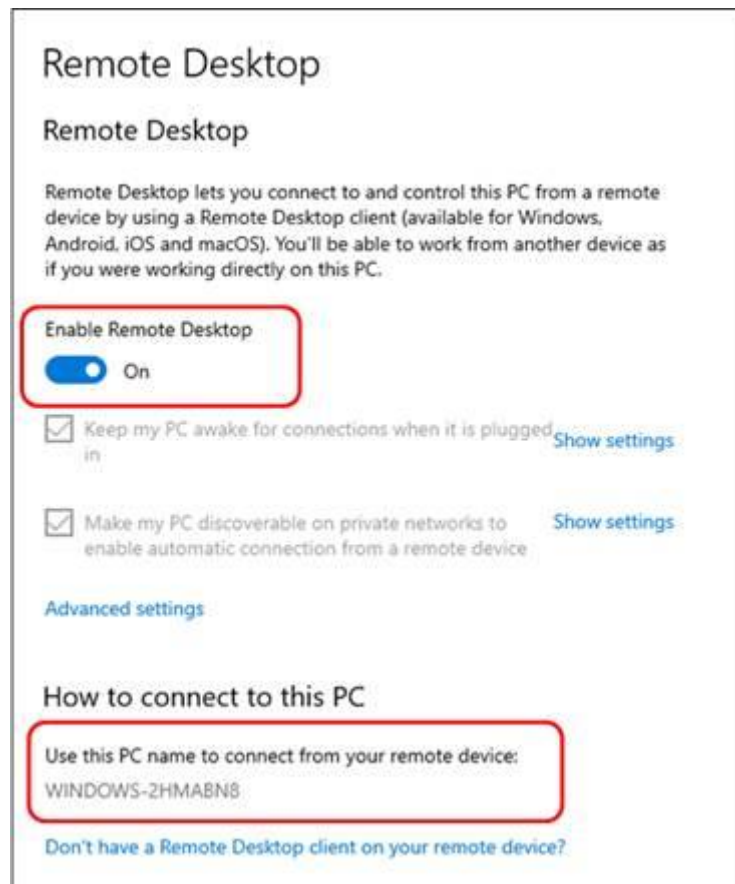 Remote Desktop
Remote Desktop
Remote Desktop lets you connect to and control this PC from a remote
device by using a Remote Desktop client (available for Windows,
Android, iOS and macOS). You'll be able to work from another device as
if you were working directly on this PC.
Enable Remote Desktop
On
Keep my PC awake for connections when it is plugged
in
Show settings
Make my PC discoverable on private networks to
enable automatic connection from a remote device
Show settings
Advanced settings
How to connect to this PC
Use this PC name to connect from your remote device:
WINDOWS-2HMABN8
Don't have a Remote Desktop client on your remote device?